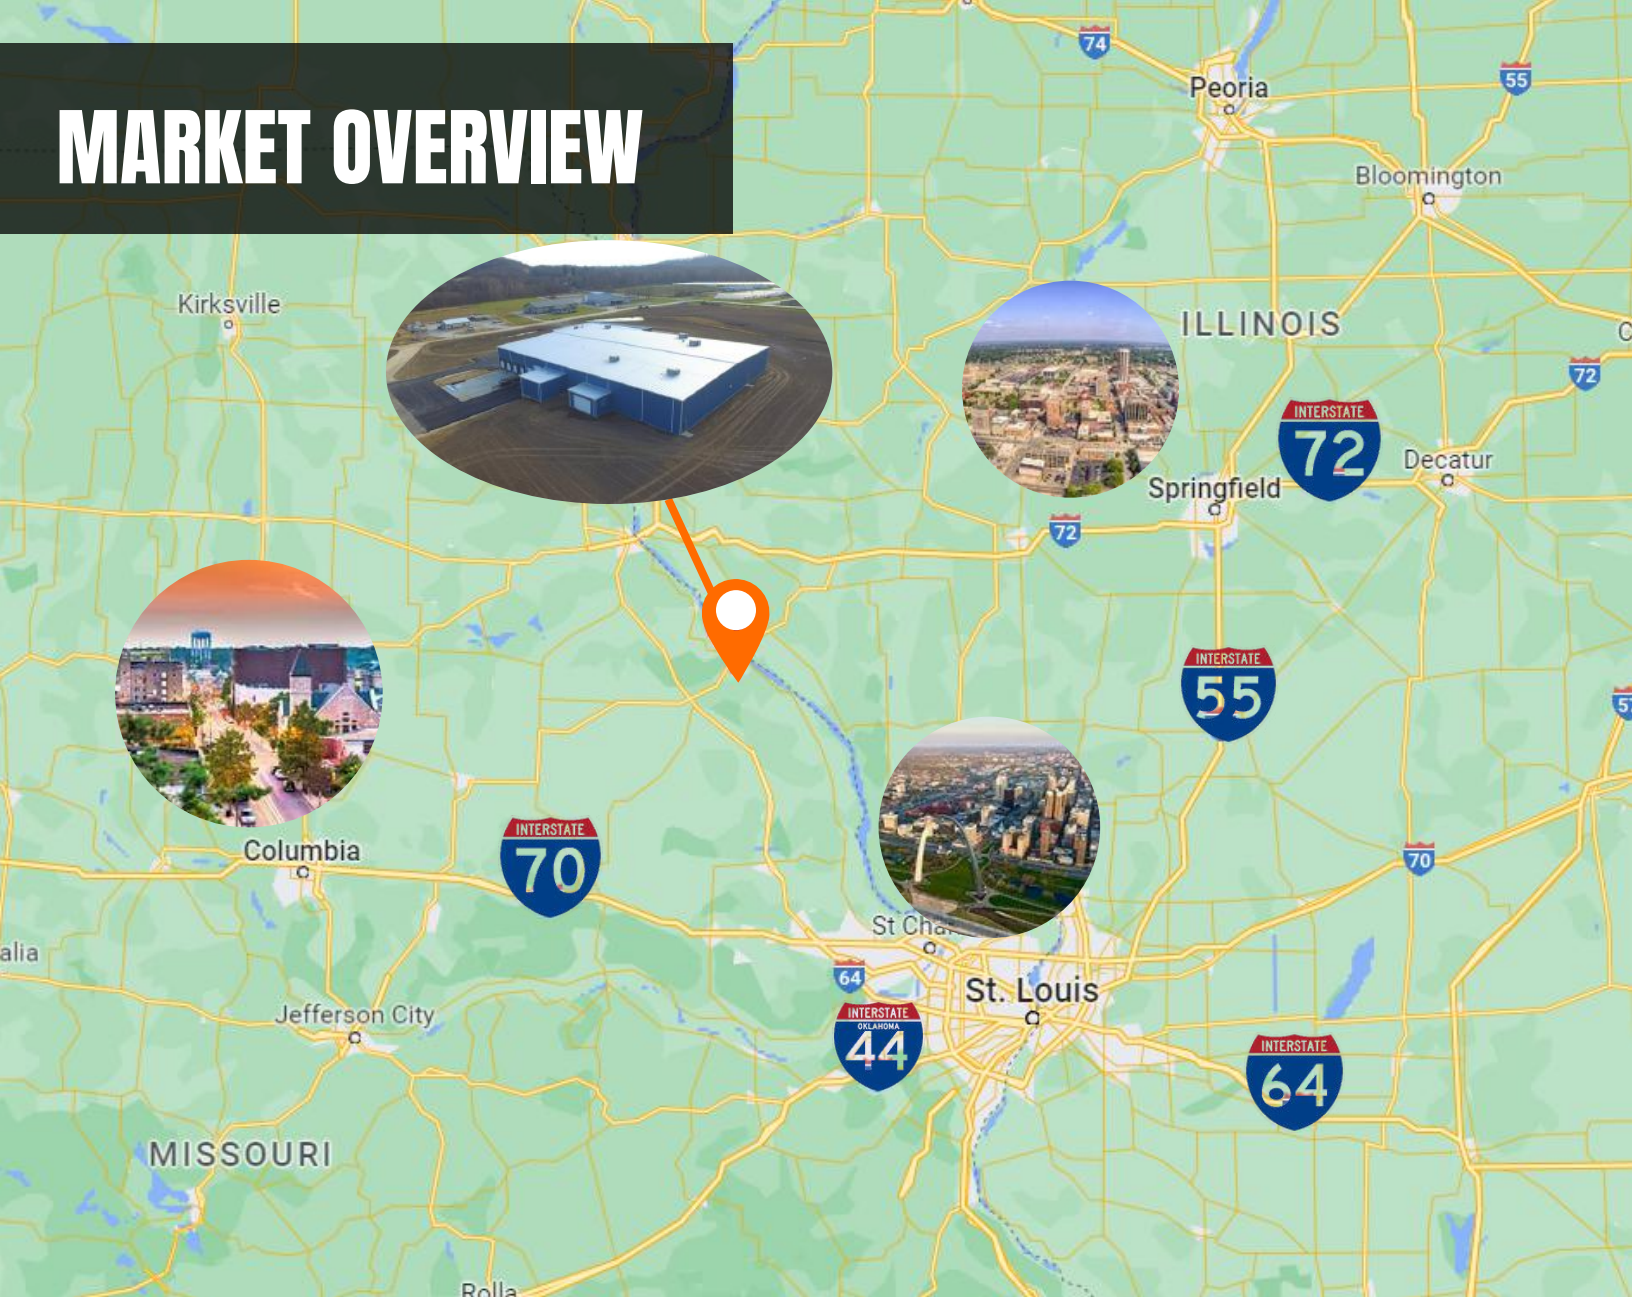 MARKET OVERVIEW
74
55
Peoria
Bloomington
Kirksville
ILLINOIS
72
INTERSTATE
72
Decatur
Springfield
72
INTERSTATE
55
INTERSTATE
70
Columbia
70
St Cha
alia
64
St. Louis
INTERSTATE
OKLAHOMA
44
Jefferson City
INTERSTATE
64
MISSOURI
Rolla